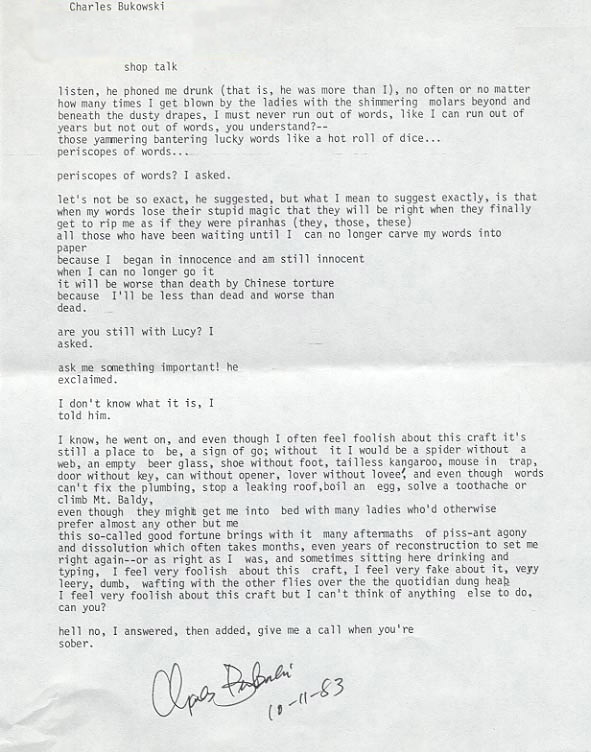 Charles Bukowski
shop talk
listen, he phoned me drunk (that is, he was more than I), no often or no matter
how many times I get blown by the ladies with the shimmering molars beyond and
beneath the dusty drapes, I must never run out of words, like I can run out of
years but not out of words, you understand?--
those yammering bantering lucky words like a hot roll of dice...
periscopes of words...
periscopes of words? I asked.
let's not be so exact, he suggested, but what I mean to suggest exactly, is that
when my words lose their stupid magic that they will be right when they finally
get to rip me as if they were piranhas (they, those, these)
all those who have been waiting until I can no longer carve my words into
paper
because I began in innocence and am still innocent
when I can no longer go it
it will be worse than death by Chinese torture
because I'll be less than dead and worse than
dead.
are you still with Lucy? I
asked.
ask me something important! he
exclaimed.
I don't know what it is, I
told him.
I know, he went on, and even though I often feel foolish about this craft it's
still a place to be, a sign of go; without it I would be a spider without a
web, an empty beer glass, shoe without foot, tailless kangaroo, mouse in trap,
door without key, can without opener, lover without lovee', and even though words
can't fix the plumbing, stop a leaking roof,boil an egg, solve a toothache or
climb Mt. Baldy,
even though they might get me into bed with many ladies who'd otherwise
prefer almost any other but me
this so-called good fortune brings with it many aftermaths of piss-ant agony
and dissolution which often takes months, even years of reconstruction to set me
right again--or as right as I was, and sometimes sitting here drinking and
typing, I feel very foolish about this craft, I feel very fake about it, very
leery, dumb, wafting with the other flies over the the quotidian dung heap
I feel very foolish about this craft but I can't think of anything else to do,
can you?
hell no, I answered, then added, give me a call when you're
sober.
Charles Bukowski
10-11-83